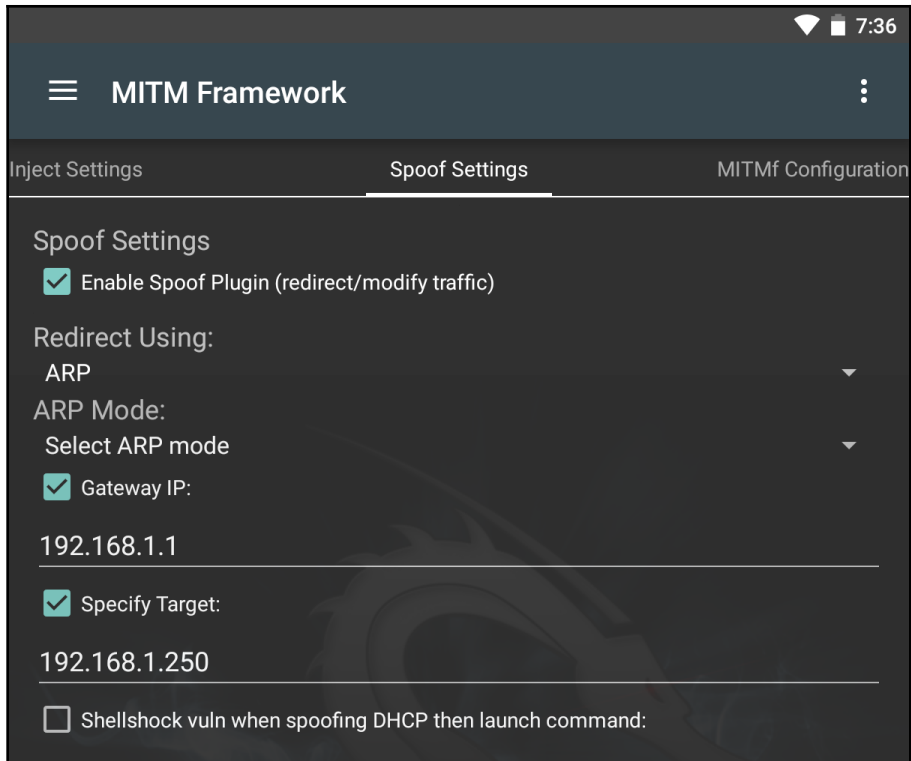 7:36
MITM Framework
Inject Settings Spoof Settings MITMf Configuration
Spoof Settings
Enable Spoof Plugin (redirect/modify traffic)
Redirect Using:
ARP
ARP Mode:
Select ARP mode
Gateway IP:
192.168.1.1
Specify Target:
192.168.1.250
Shellshock vuln when spoofing DHCP then launch command: